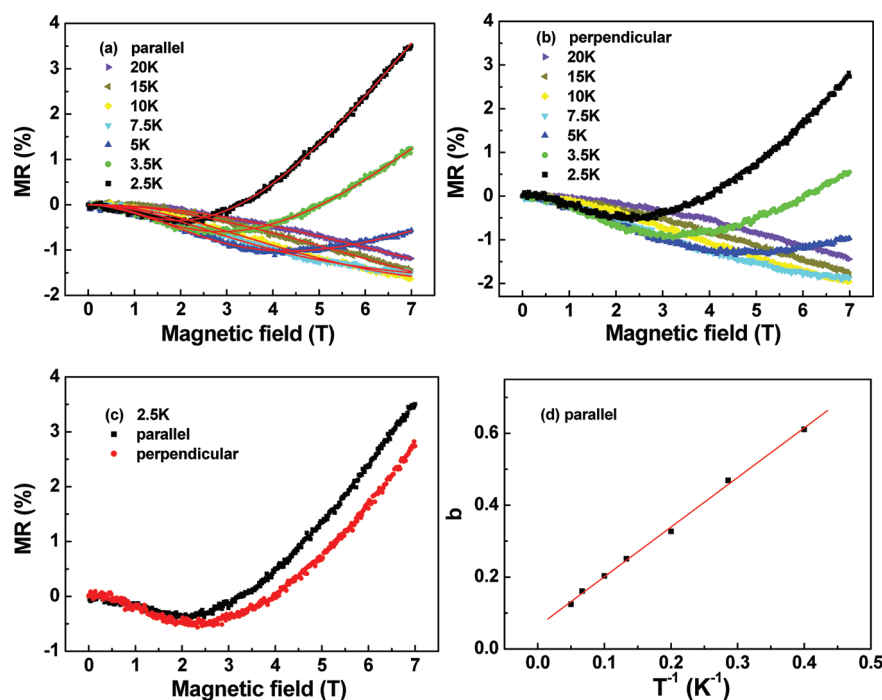 (a) parallel
20K
15K
10K
7.5K
5K
3.5K
2.5K
4
3
2
1
0
-1
-2
MR (%)
0 1 2 3 4 5 6 7
Magnetic field (T)
(b) perpendicular
20K
15K
10K
7.5K
5K
3.5K
2.5K
4
3
2
1
0
-1
-2
MR (%)
0 1 2 3 4 5 6 7
Magnetic field (T)
(c) 2.5K
parallel
perpendicular
4
3
2
1
0
-1
MR (%)
0 1 2 3 4 5 6 7
Magnetic field (T)
(d) parallel
0.6
0.4
0.2
0.0
b
0.0 0.1 0.2 0.3 0.4 0.5
T⁻¹ (K⁻¹)